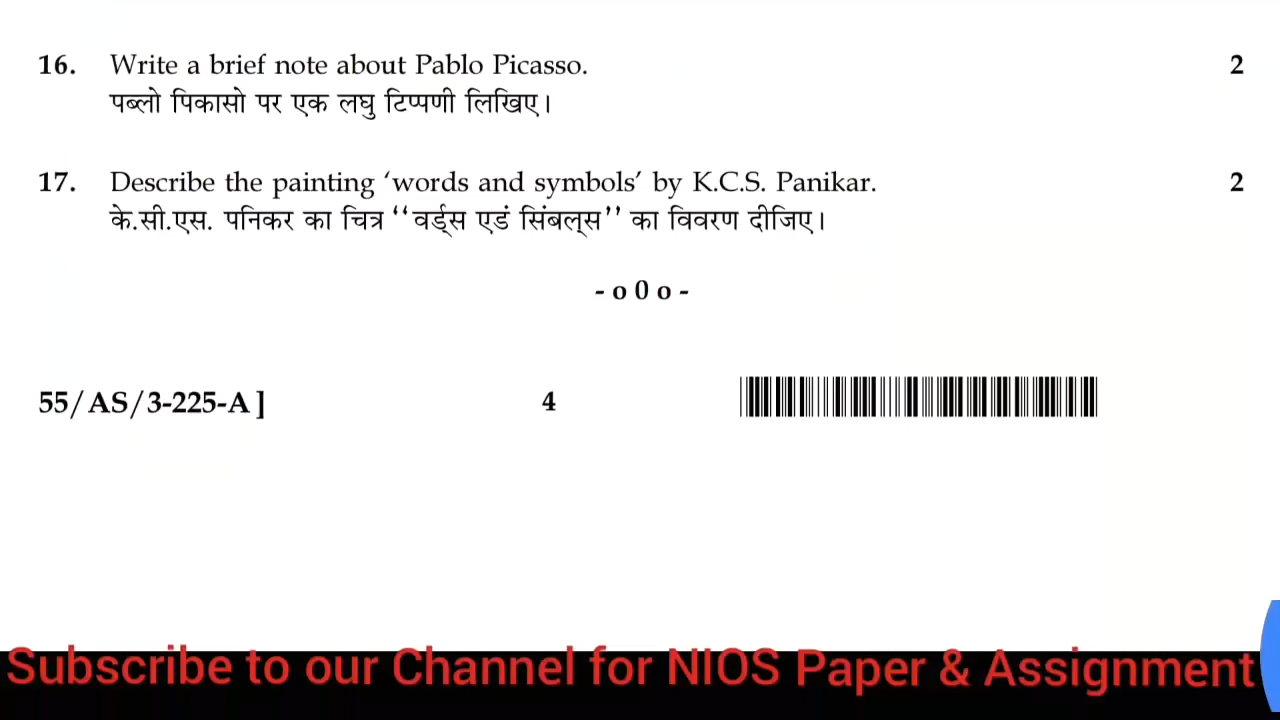 16. Write a brief note about Pablo Picasso. 2
पब्लो पिकासो पर एक लघु टिप्पणी लिखिए।
17. Describe the painting ‘words and symbols’ by K.C.S. Panikar. 2
के.सी.एस. पनिकर का चित्र ‘‘वर्ड्स एडं सिंबल्स’’ का विवरण दीजिए।
- o 0 o -
55/AS/3-225-A ] 4
Subscribe to our Channel for NIOS Paper & Assignment